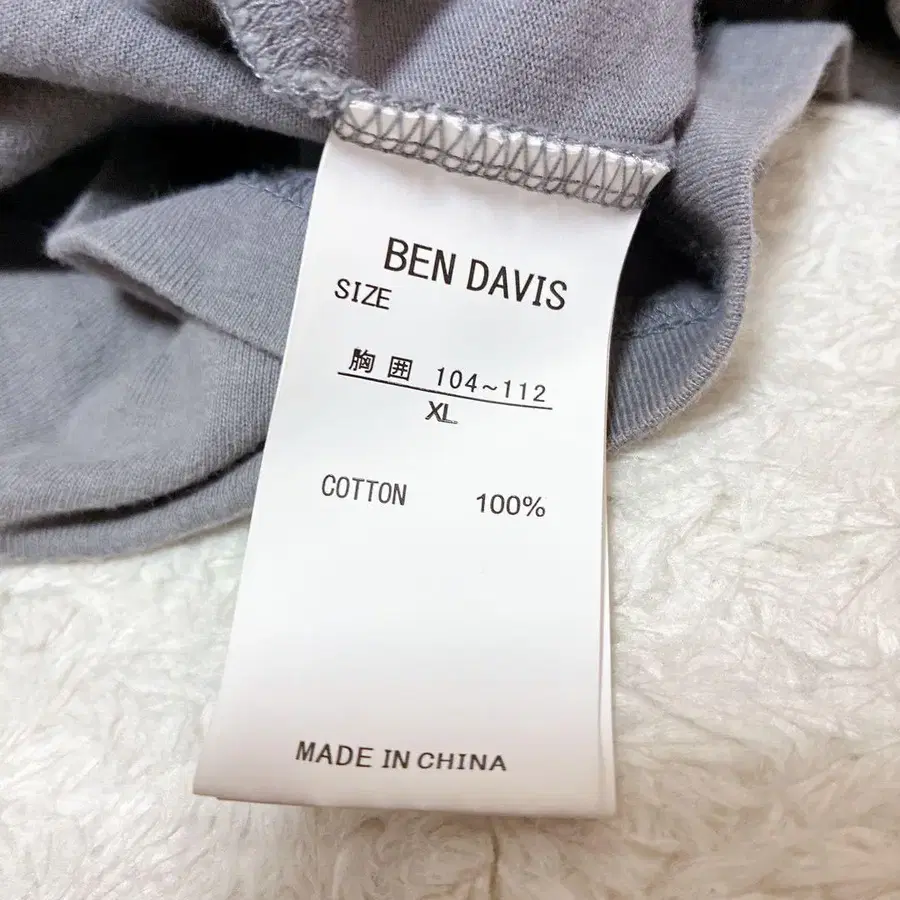 BEN DAVIS
SIZE
胸囲 104~112
XL
COTTON 100%
MADE IN CHINA